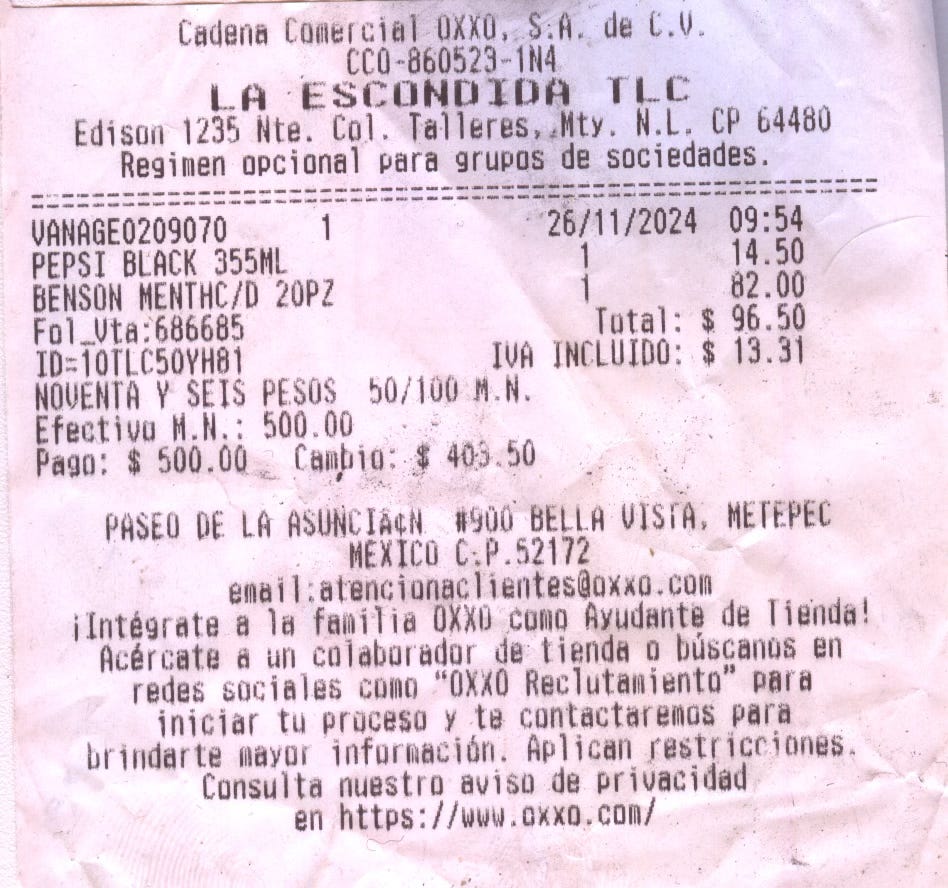 Cadena Comercial OXXO, S.A. de C.V.
CCO-860523-1N4
LA ESCONDIDA TLC
Edison 1235 Nte. Col. Talleres, Mty. N.L. CP 64480
Regimen opcional para grupos de sociedades.
VANAGE0209070 1 26/11/2024 09:54
PEPSI BLACK 355ML 1 14.50
BENSON MENTHC/D 20PZ 1 82.00
Fol_Vta:686685 Total: $ 96.50
ID=10TLC50YH81 IVA INCLUIDO: $ 13.31
NOVENTA Y SEIS PESOS 50/100 M.N.
Efectivo M.N.: 500.00
Pago: $ 500.00 Cambio: $ 403.50
PASEO DE LA ASUNCIA¢N #900 BELLA VISTA, METEPEC
MEXICO C.P.52172
email:atencionaclientes@oxxo.com
¡Intégrate a la familia OXXO como Ayudante de Tienda!
Acércate a un colaborador de tienda o búscanos en
redes sociales como "OXXO Reclutamiento" para
iniciar tu proceso y te contactaremos para
brindarte mayor información. Aplican restricciones.
Consulta nuestro aviso de privacidad
en https://www.oxxo.com/